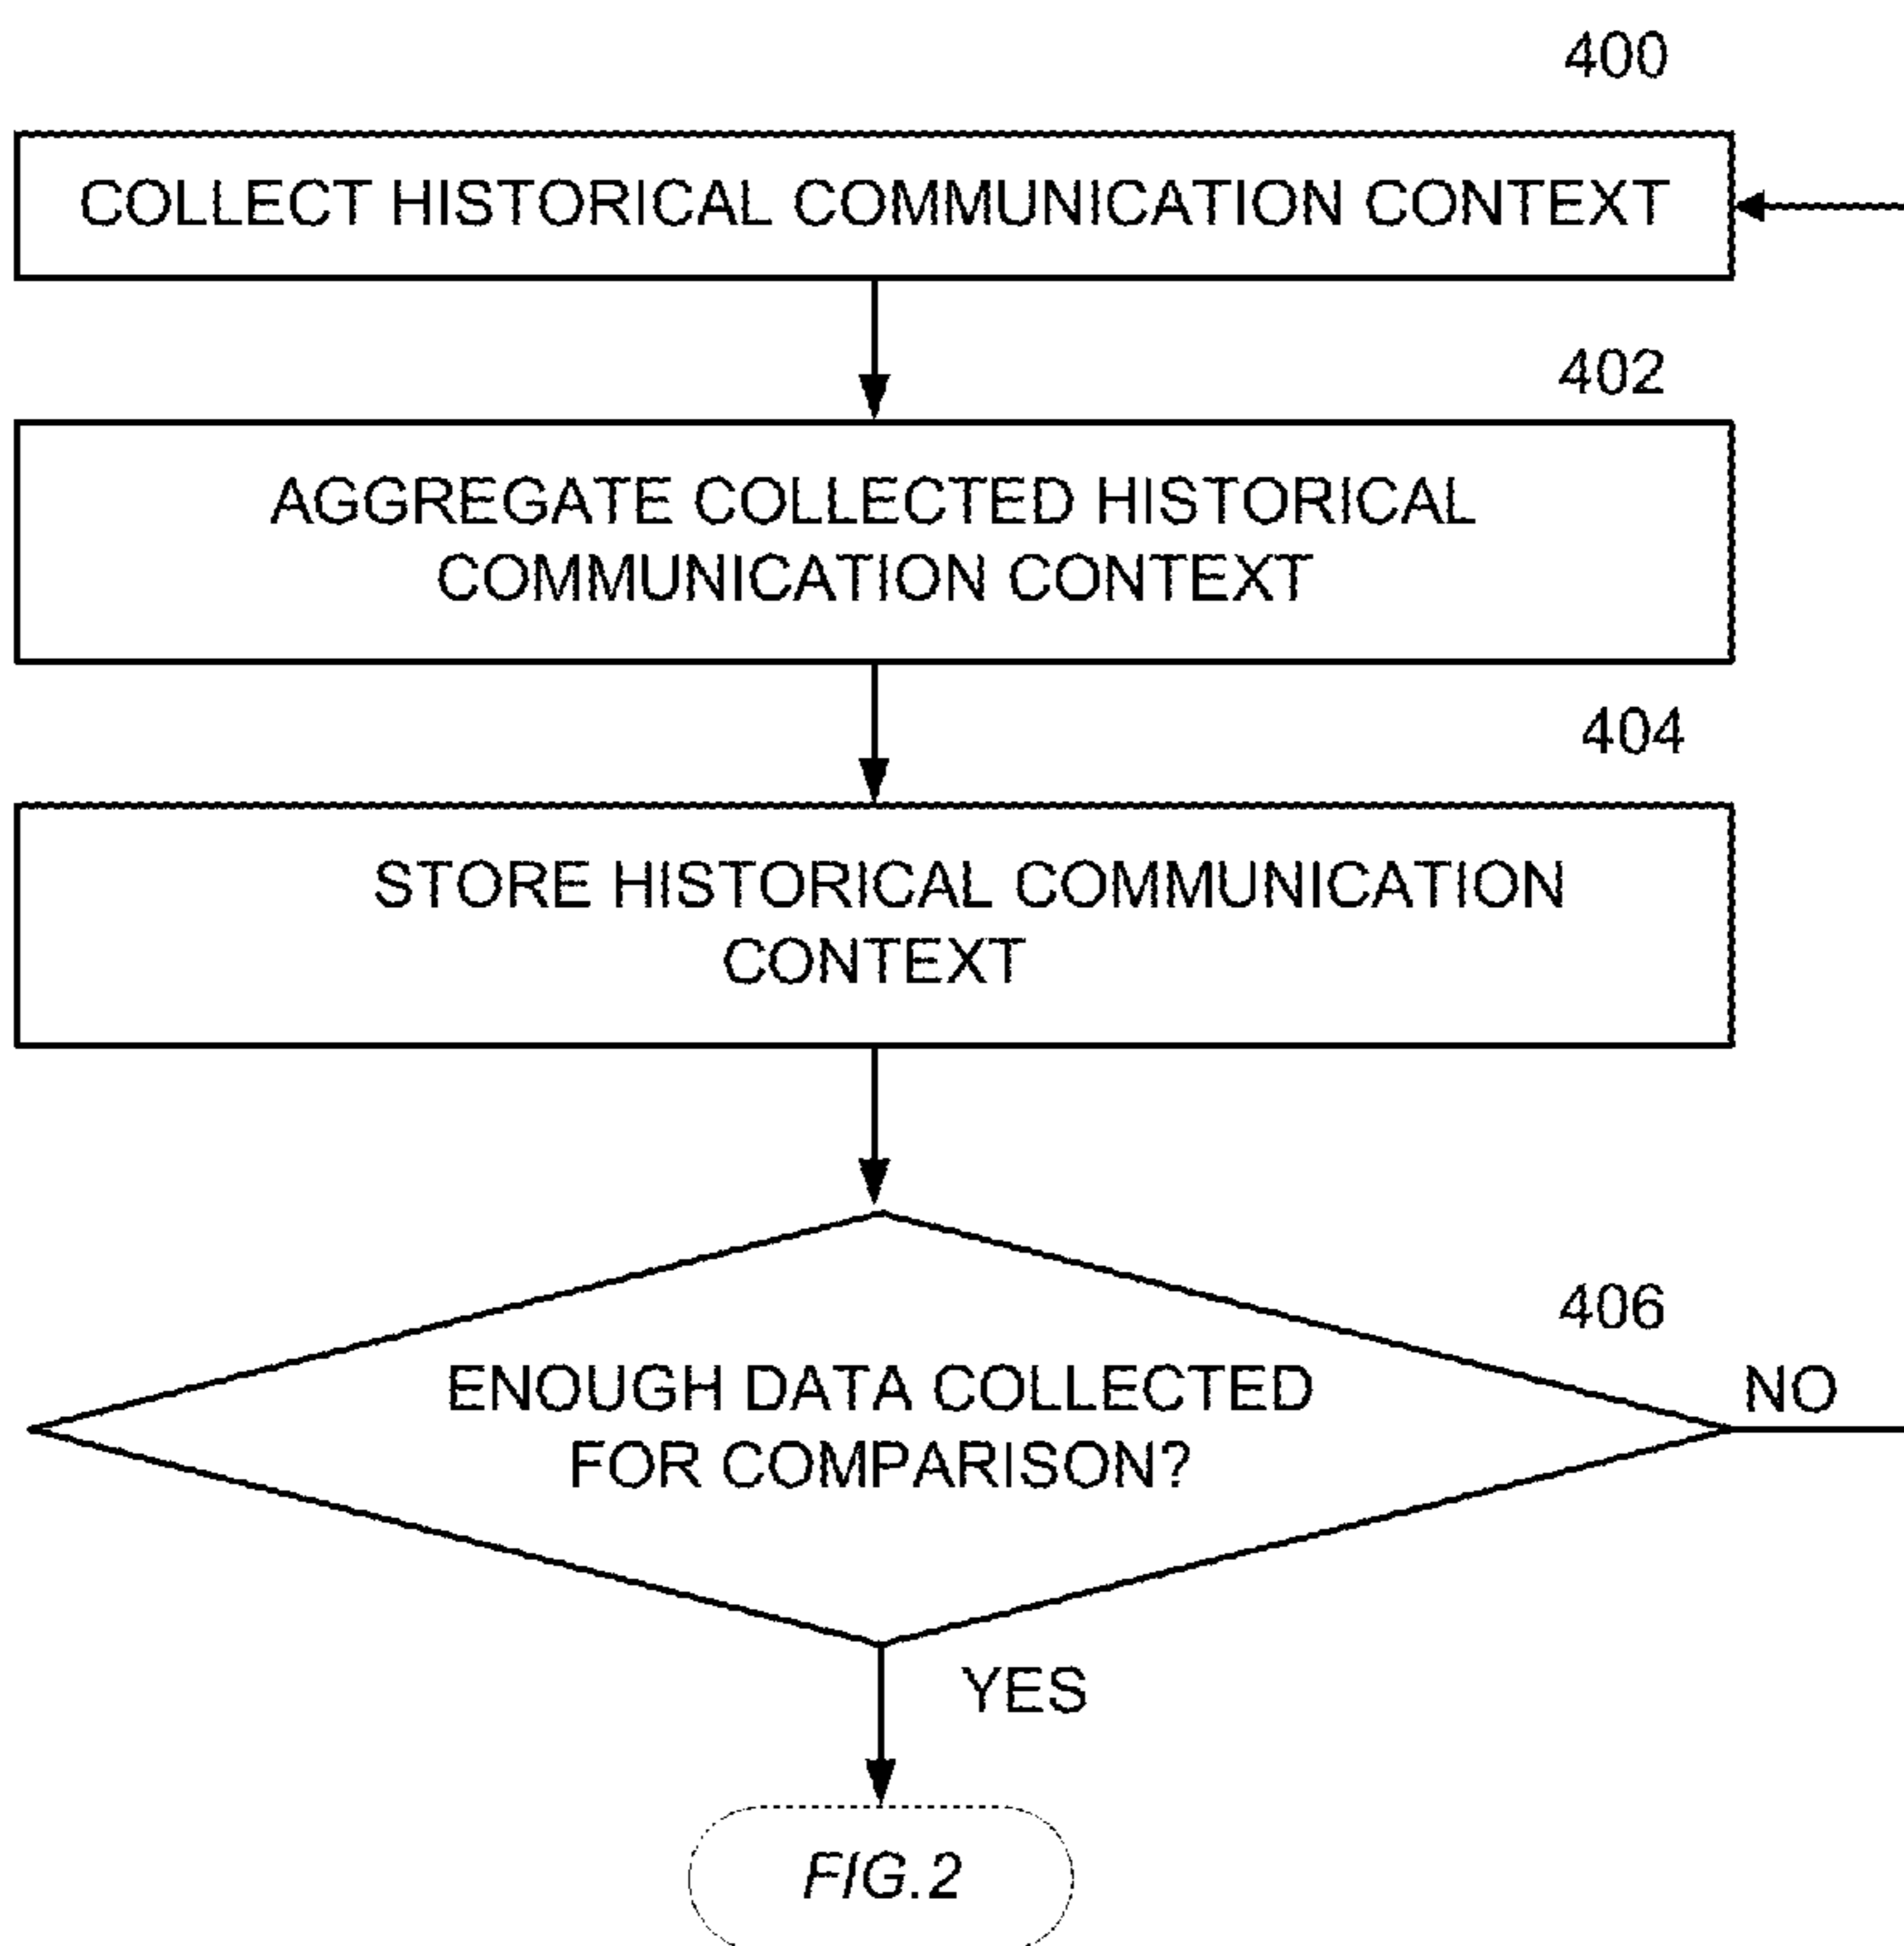 400
COLLECT HISTORICAL COMMUNICATION CONTEXT
402
AGGREGATE COLLECTED HISTORICAL
COMMUNICATION CONTEXT
404
STORE HISTORICAL COMMUNICATION
CONTEXT
406
ENOUGH DATA COLLECTED
FOR COMPARISON?
NO
YES
FIG.2